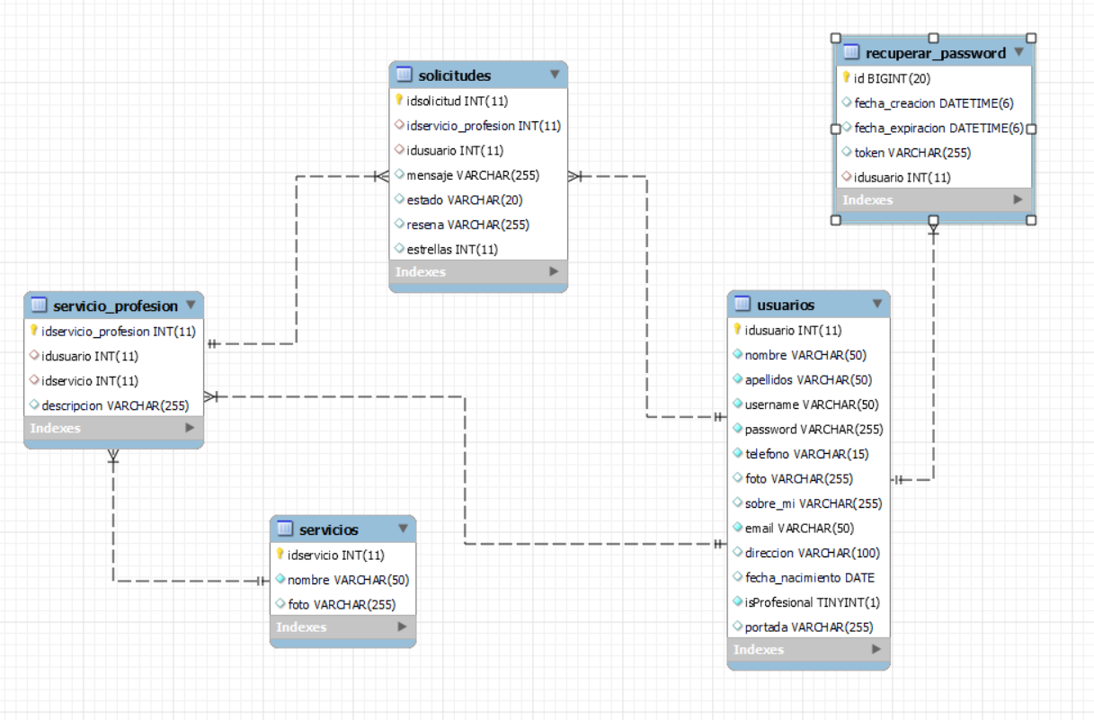 solicitudes
idsolicitud INT(11)
idservicio_profesion INT(11)
idusuario INT(11)
mensaje VARCHAR(255)
estado VARCHAR(20)
resena VARCHAR(255)
estrellas INT(11)
Indexes
recuperar_password
id BIGINT(20)
fecha_creacion DATETIME(6)
fecha_expiracion DATETIME(6)
token VARCHAR(255)
idusuario INT(11)
Indexes
servicio_profesion
idservicio_profesion INT(11)
idusuario INT(11)
idservicio INT(11)
descripcion VARCHAR(255)
Indexes
usuarios
idusuario INT(11)
nombre VARCHAR(50)
apellidos VARCHAR(50)
username VARCHAR(50)
password VARCHAR(255)
telefono VARCHAR(15)
foto VARCHAR(255)
sobre_mi VARCHAR(255)
email VARCHAR(50)
direccion VARCHAR(100)
fecha_nacimiento DATE
isProfesional TINYINT(1)
portada VARCHAR(255)
Indexes
servicios
idservicio INT(11)
nombre VARCHAR(50)
foto VARCHAR(255)
Indexes